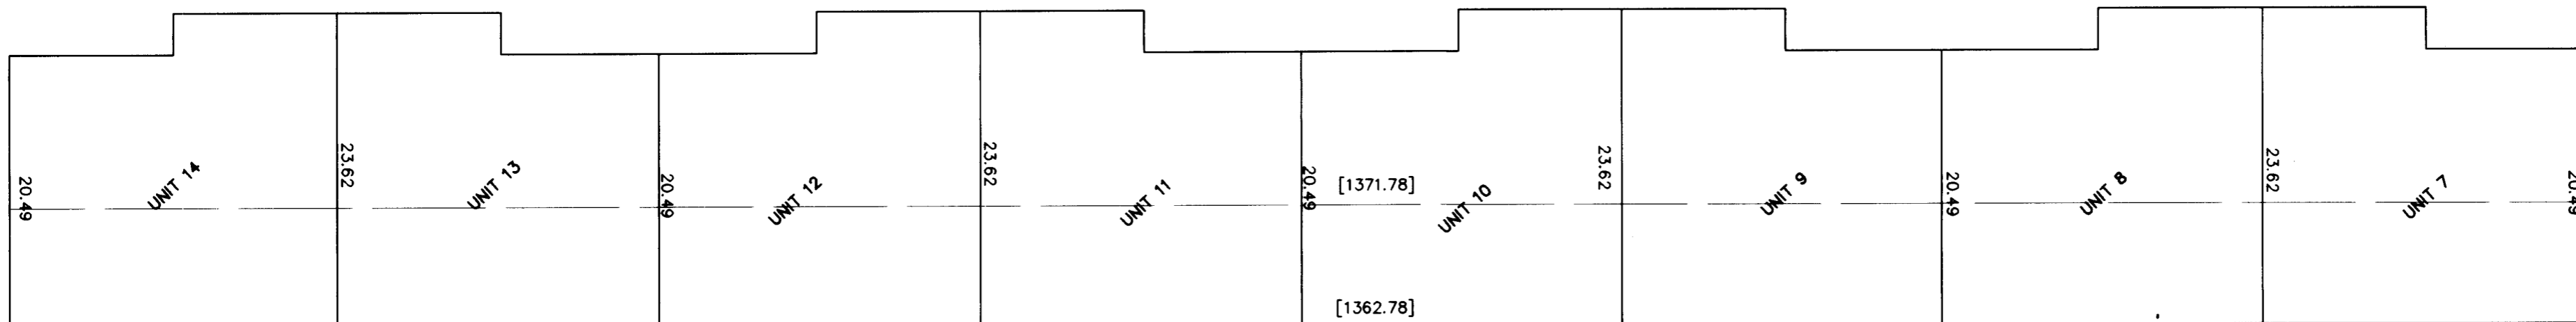 20.49
UNIT 14
23.62
UNIT 13
20.49
UNIT 12
23.62
UNIT 11
20.49
[1371.78]
[1362.78]
UNIT 10
23.62
UNIT 9
20.49
UNIT 8
23.62
UNIT 7
20.49